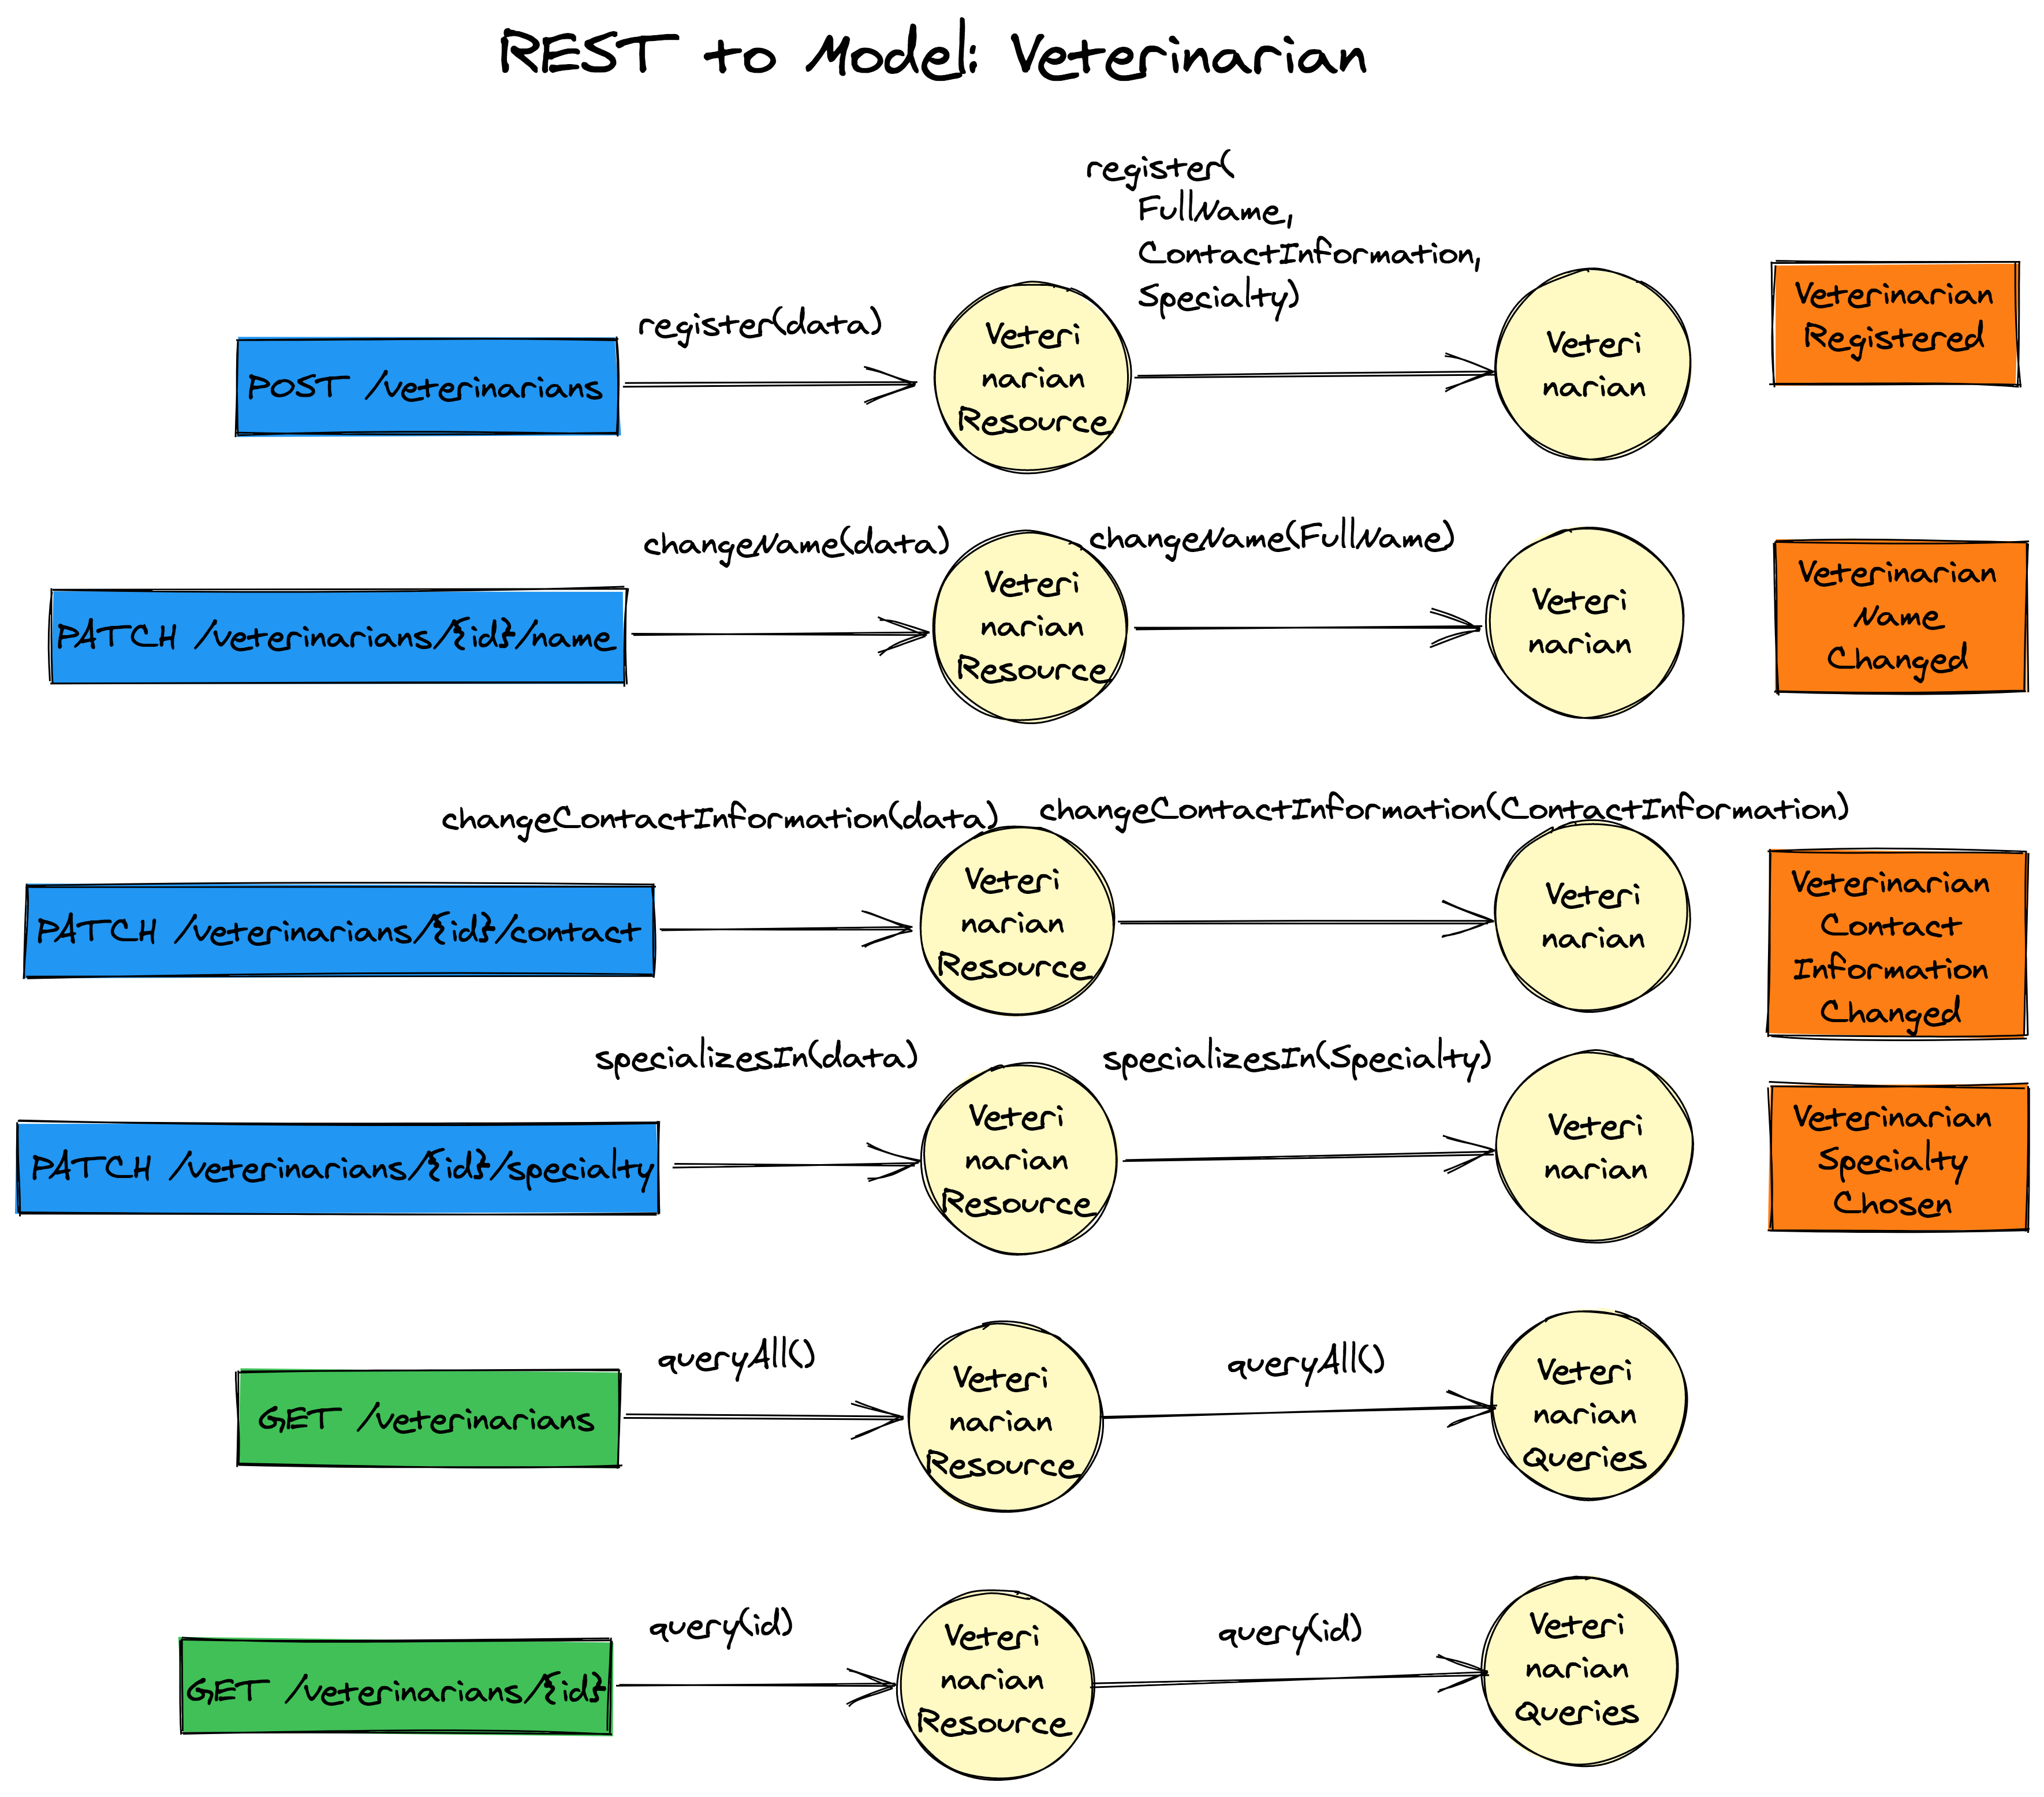 REST to Model: Veterinarian
register(
FullName,
ContactInformation,
Specialty)
register(data)
POST /veterinarians
Veteri
narian
Resource
Veteri
narian
Veterinarian
Registered
changeName(data)
changeName(FullName)
PATCH /veterinarians/{id}/name
Veteri
narian
Resource
Veteri
narian
Veterinarian
Name
Changed
changeContactInformation(data)
changeContactInformation(ContactInformation)
PATCH /veterinarians/{id}/contact
Veteri
narian
Resource
Veteri
narian
Veterinarian
Contact
Information
Changed
specializesIn(data)
specializesIn(Specialty)
PATCH /veterinarians/{id}/specialty
Veteri
narian
Resource
Veteri
narian
Veterinarian
Specialty
Chosen
queryAll()
queryAll()
GET /veterinarians
Veteri
narian
Resource
Veteri
narian
Queries
query(id)
query(id)
GET /veterinarians/{id}
Veteri
narian
Resource
Veteri
narian
Queries